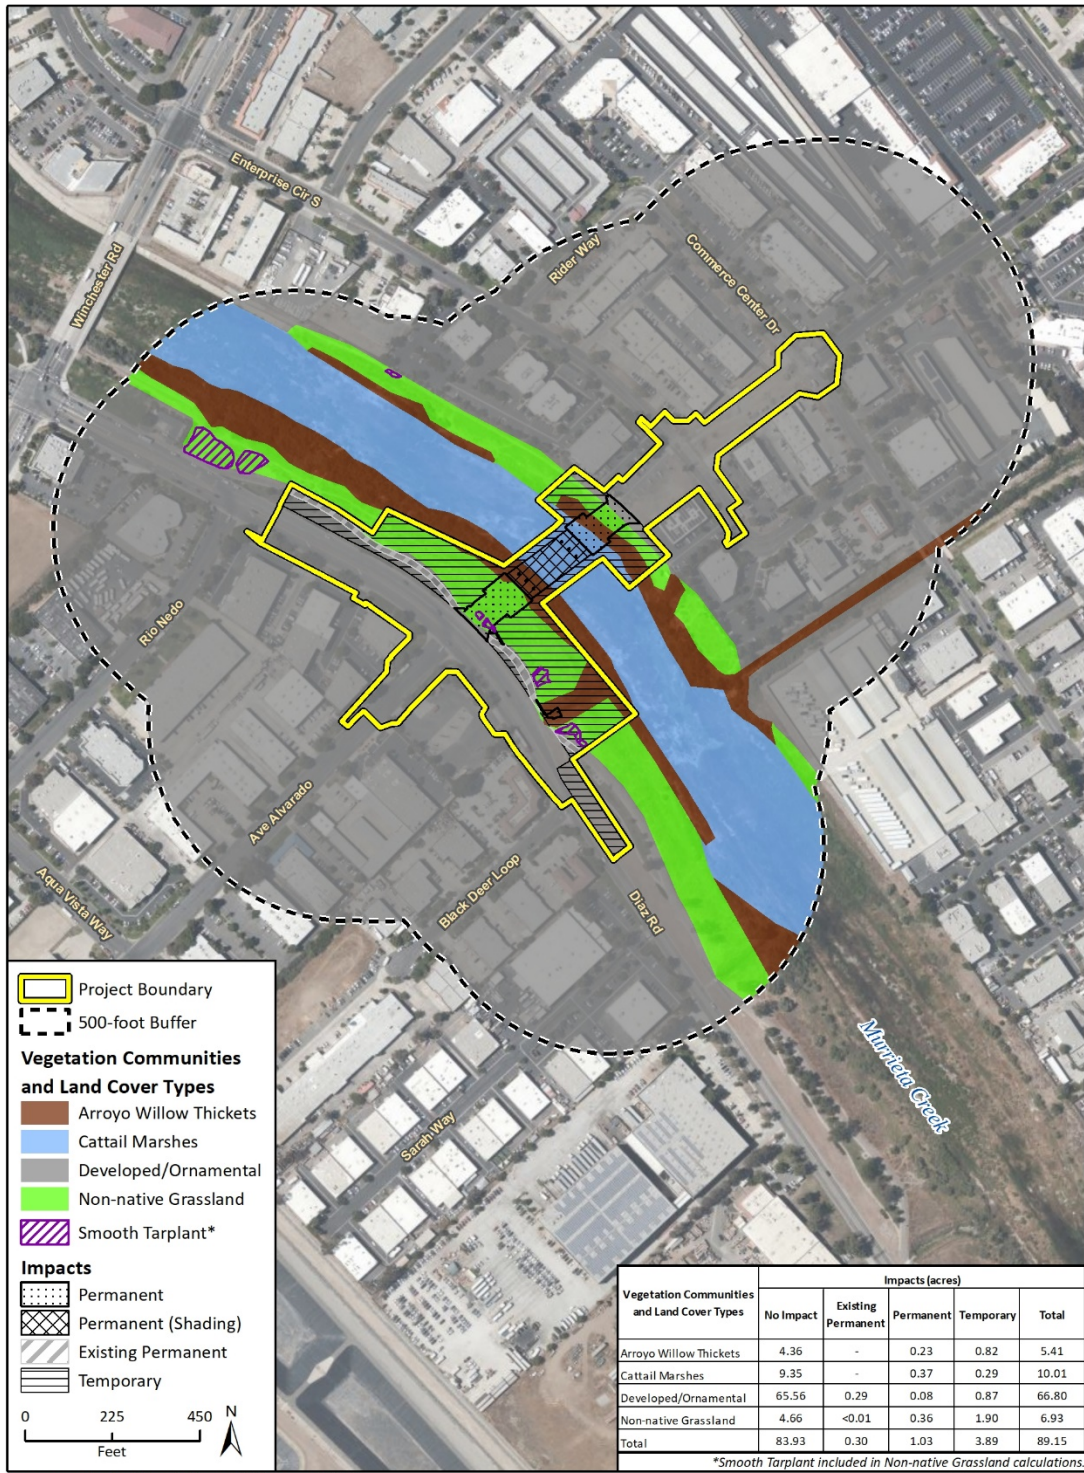 Enterprise Cir S
Winchester Rd
Rider Way
Commerce Center Dr
Rio Nedo
Ave Alvarado
Aqua Vista Way
Black Deer Loop
Diaz Rd
Sarah Way
Murrieta Creek
Project Boundary
500-foot Buffer
Vegetation Communities
and Land Cover Types
Arroyo Willow Thickets
Cattail Marshes
Developed/Ornamental
Non-native Grassland
Smooth Tarplant*
Impacts
Permanent
Permanent (Shading)
Existing Permanent
Temporary
0 225 450
Feet
N
Vegetation Communities
and Land Cover Types
Impacts (acres)
No Impact Existing Permanent Permanent Temporary Total
Arroyo Willow Thickets 4.36 - 0.23 0.82 5.41
Cattail Marshes 9.35 - 0.37 0.29 10.01
Developed/Ornamental 65.56 0.29 0.08 0.87 66.80
Non-native Grassland 4.66 <0.01 0.36 1.90 6.93
Total 83.93 0.30 1.03 3.89 89.15
*Smooth Tarplant included in Non-native Grassland calculations.